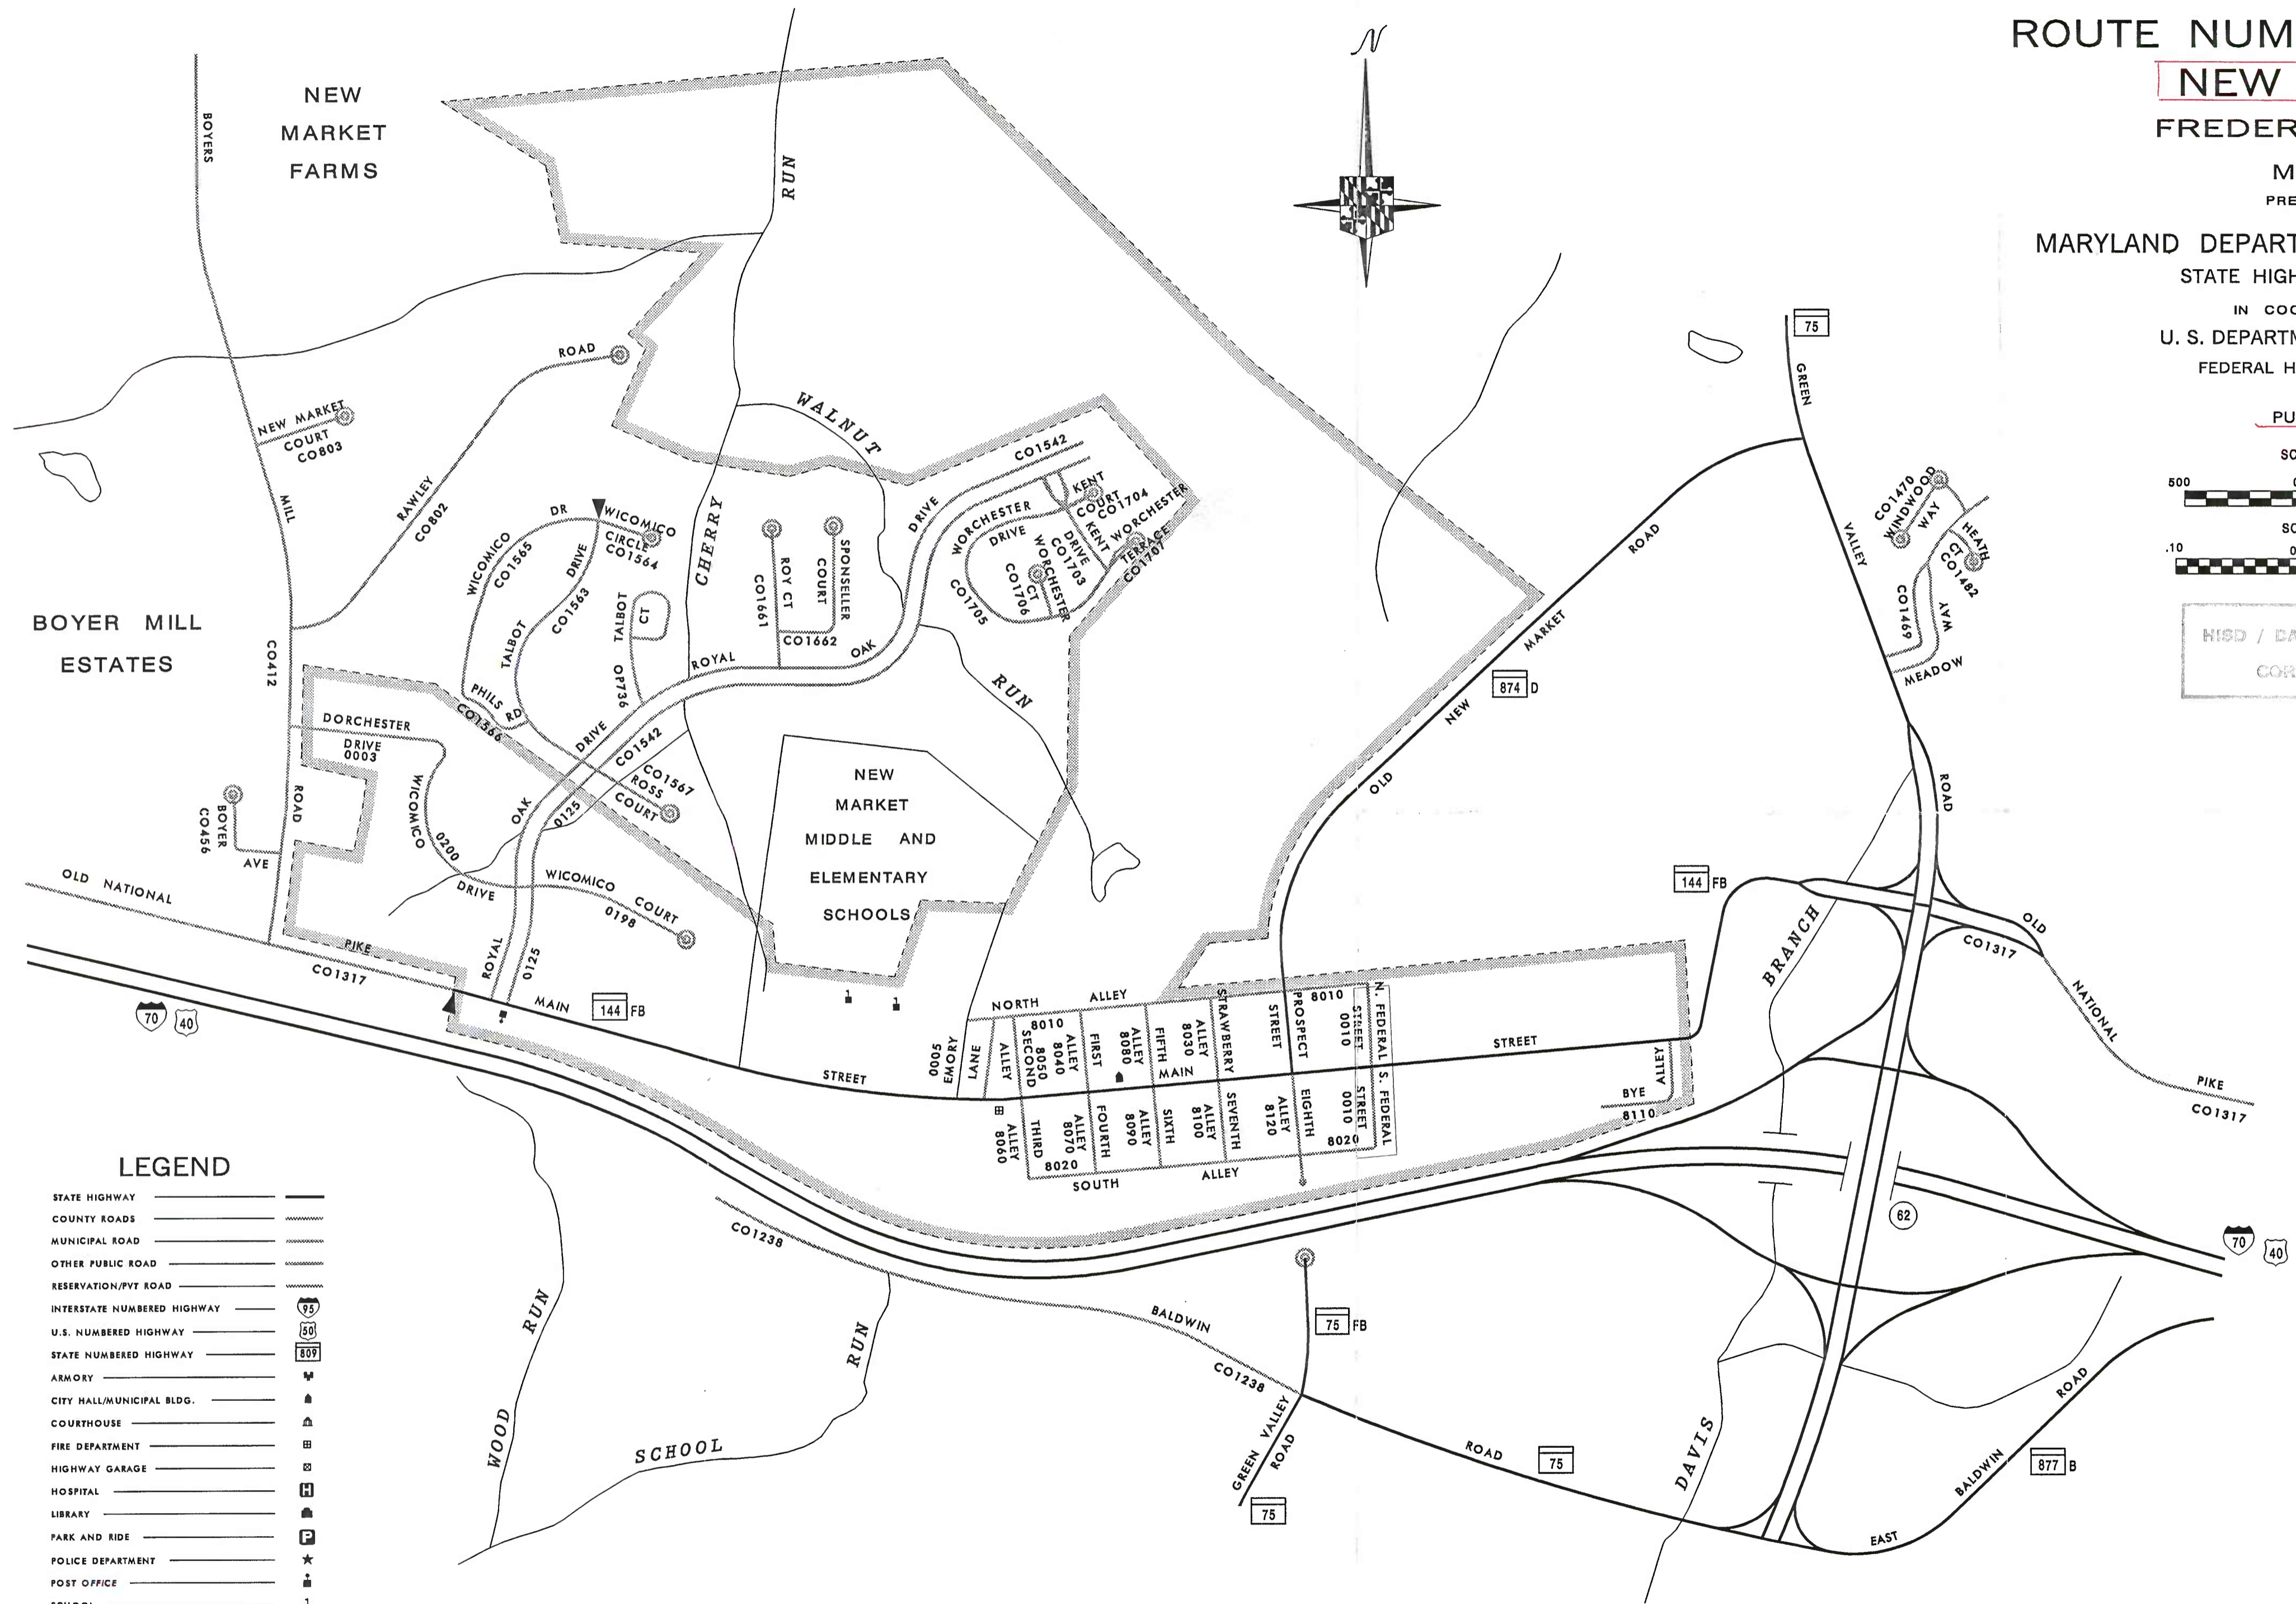 ROUTE NUM
NEW
FREDER
M
PRE
MARYLAND DEPART
STATE HIGH
IN COO
U. S. DEPARTM
FEDERAL H
PU
SC
500
SC
.10
HISD / DA
COR
N
NEW
MARKET
FARMS
BOYERS
MILL
CO412
ROAD
BOYER MILL
ESTATES
NEW MARKET
COURT
CO803
RAWLEY
ROAD
CO802
RUN
CHERRY
WALNUT
RUN
WICOMICO
DR
CO1565
WICOMICO
CIRCLE
CO1564
TALBOT
DRIVE
CO1563
TALBOT
CT
OP736
PHILS
RD
CO1566
ROY CT
CO1661
SPONSELLER
COURT
CO1662
ROYAL
OAK
DRIVE
CO1542
WORCHESTER
DRIVE
CO1705
KENT
COURT
CO1704
KENT
DRIVE
CO1703
WORCHESTER
TERRACE
CO1707
WORCHESTER
CT
CO1706
DORCHESTER
DRIVE
0003
WICOMICO
0200
DRIVE
OAK
DRIVE
CO1542
0125
CO1567
ROSS
COURT
WICOMICO
COURT
0198
ROYAL
0125
BOYER
CO456
AVE
OLD NATIONAL
PIKE
CO1317
NEW
MARKET
MIDDLE AND
ELEMENTARY
SCHOOLS
1
1
70
40
MAIN
144 FB
STREET
0005
EMORY
LANE
NORTH
ALLEY
8010
8010
ALLEY
SECOND
8050
8040
ALLEY
FIRST
8080
ALLEY
FIFTH
8030
ALLEY
STRAWBERRY
STREET
PROSPECT
0010
STREET
N. FEDERAL
MAIN
STREET
ALLEY
8060
THIRD
ALLEY
8070
FOURTH
ALLEY
8090
SIXTH
ALLEY
8100
SEVENTH
ALLEY
8120
EIGHTH
0010
STREET
S. FEDERAL
8020
8020
SOUTH
ALLEY
ALLEY
BYE
8110
75
GREEN
VALLEY
ROAD
OLD
NEW
MARKET
ROAD
874 D
CO1470
WINDWOOD
WAY
HEATH
CT
CO1482
CO1469
WAY
MEADOW
144 FB
BRANCH
OLD
CO1317
NATIONAL
PIKE
CO1317
62
70
40
CO1238
BALDWIN
CO1238
75 FB
GREEN VALLEY
ROAD
75
ROAD
75
DAVIS
EAST
BALDWIN
ROAD
877 B
WOOD
RUN
SCHOOL
RUN
LEGEND
STATE HIGHWAY
COUNTY ROADS
MUNICIPAL ROAD
OTHER PUBLIC ROAD
RESERVATION/PVT ROAD
INTERSTATE NUMBERED HIGHWAY 95
U.S. NUMBERED HIGHWAY 50
STATE NUMBERED HIGHWAY 809
ARMORY
CITY HALL/MUNICIPAL BLDG.
COURTHOUSE
FIRE DEPARTMENT
HIGHWAY GARAGE
HOSPITAL H
LIBRARY
PARK AND RIDE P
POLICE DEPARTMENT
POST OFFICE